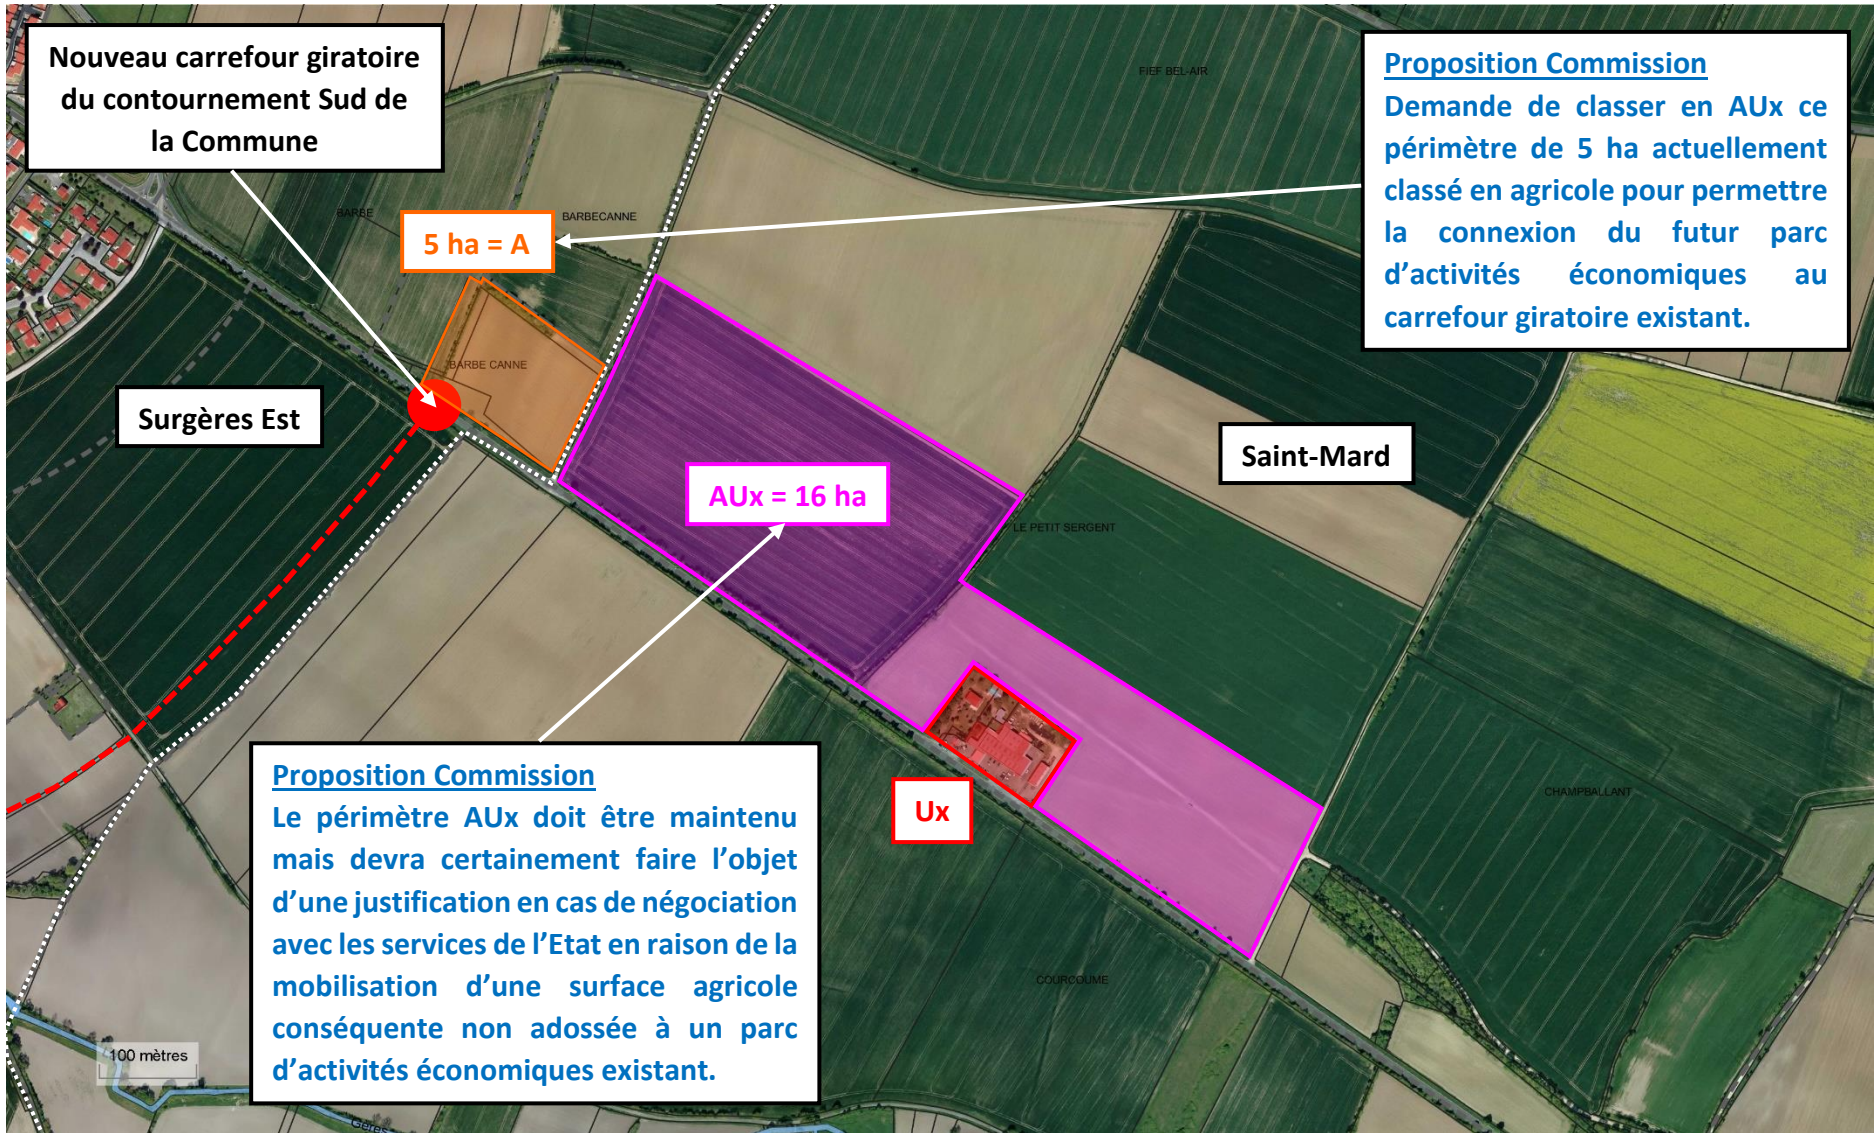 Nouveau carrefour giratoire
du contournement Sud de
la Commune
Proposition Commission
Demande de classer en AUx ce
périmètre de 5 ha actuellement
classé en agricole pour permettre
la connexion du futur parc
d’activités économiques au
carrefour giratoire existant.
FIEF BEL-AIR
BARBE
BARBECANNE
5 ha = A
BARBE CANNE
Surgères Est
Saint-Mard
AUx = 16 ha
LE PETIT SERGENT
Proposition Commission
Le périmètre AUx doit être maintenu
mais devra certainement faire l’objet
d’une justification en cas de négociation
avec les services de l’Etat en raison de la
mobilisation d’une surface agricole
conséquente non adossée à un parc
d’activités économiques existant.
Ux
CHAMPBALLANT
COURCOUME
100 mètres
Gères